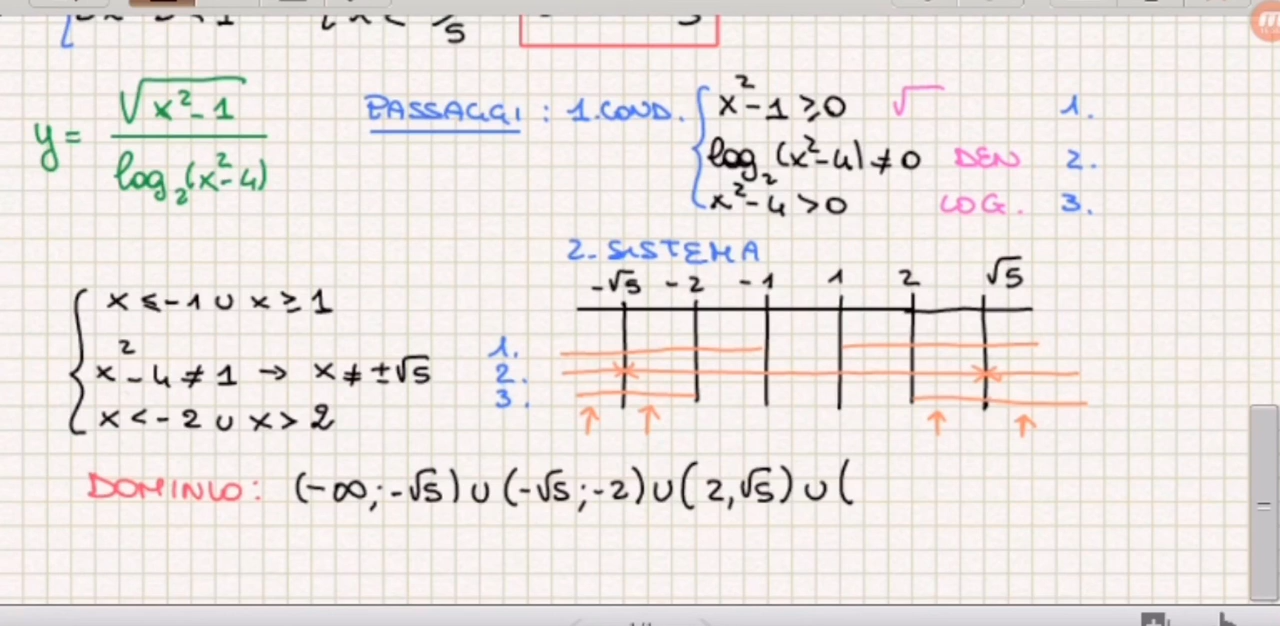 y = √(x²-1) / log₂(x²-4)
PASSAGGI : 1. COND. { x²-1 ≥ 0 √ 1.
log₂(x²-4) ≠ 0 DEN 2.
x²-4 > 0 LOG. 3.
2. SISTEMA
-√5 -2 -1 1 2 √5
{ x ≤ -1 ∪ x ≥ 1
x²-4 ≠ 1 → x ≠ ±√5
x < -2 ∪ x > 2
1.
2.
3.
DOMINIO: (-∞;-√5) ∪ (-√5;-2) ∪ (2,√5) ∪ (